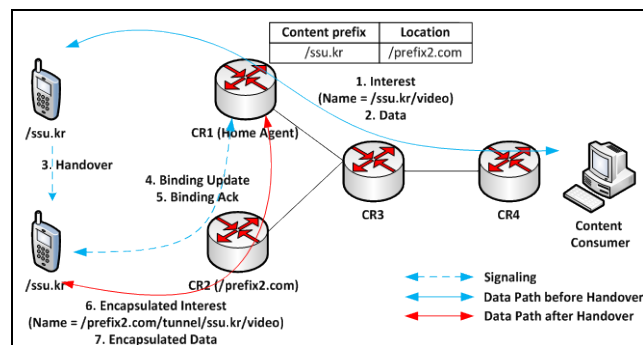 Content prefix Location
/ssu.kr /prefix2.com
1. Interest
(Name = /ssu.kr/video)
2. Data
/ssu.kr
CR1 (Home Agent)
3. Handover
4. Binding Update
5. Binding Ack
CR3
CR4
Content
Consumer
/ssu.kr
CR2 (/prefix2.com)
6. Encapsulated Interest
(Name = /prefix2.com/tunnel/ssu.kr/video)
7. Encapsulated Data
Signaling
Data Path before Handover
Data Path after Handover